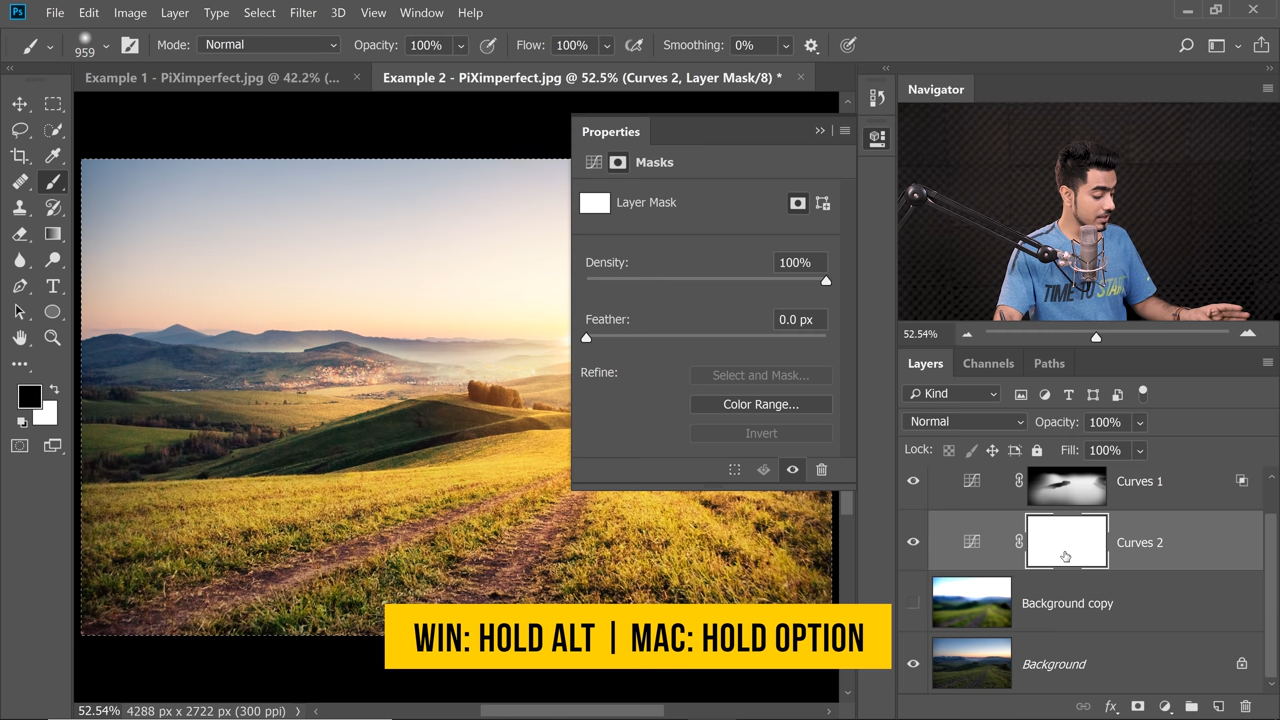 Ps File Edit Image Layer Type Select Filter 3D View Window Help
959 Mode: Normal Opacity: 100% Flow: 100% Smoothing: 0%
Example 1 - PiXimperfect.jpg @ 42.2% (... × Example 2 - PiXimperfect.jpg @ 52.5% (Curves 2, Layer Mask/8) * ×
Navigator
Properties
Masks
Layer Mask
Density: 100%
Feather: 0.0 px
Refine: Select and Mask...
Color Range...
Invert
TIME TO START
52.54%
Layers Channels Paths
Kind
Normal Opacity: 100%
Lock: Fill: 100%
Curves 1
Curves 2
Background copy
Background
WIN: HOLD ALT | MAC: HOLD OPTION
52.54% 4288 px x 2722 px (300 ppi)
fx